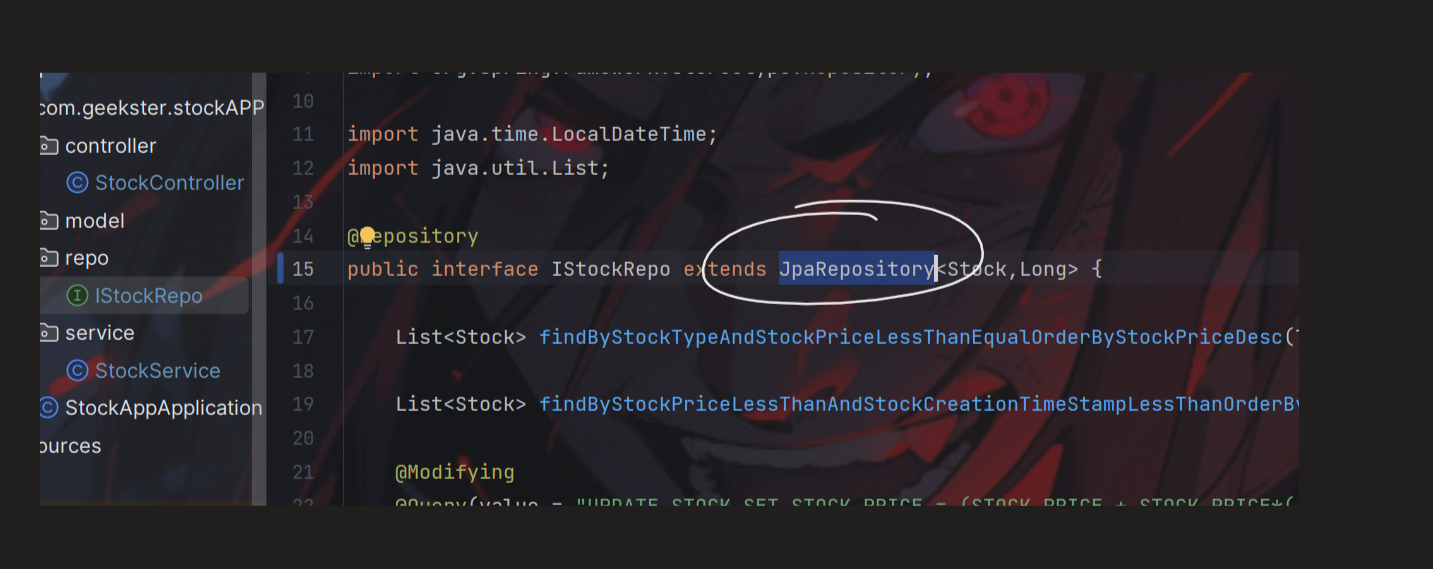 com.geekster.stockAPP
controller
StockController
model
repo
IStockRepo
service
StockService
StockAppApplication
ources
10
11 import java.time.LocalDateTime;
12 import java.util.List;
13
14 @Repository
15 public interface IStockRepo extends JpaRepository<Stock,Long> {
16
17 List<Stock> findByStockTypeAndStockPriceLessThanEqualOrderByStockPriceDesc(
18
19 List<Stock> findByStockPriceLessThanAndStockCreationTimeStampLessThanOrderBy
20
21 @Modifying
22 @Query(value = "UPDATE STOCK SET STOCK_PRICE = (STOCK_PRICE + STOCK_PRICE*(